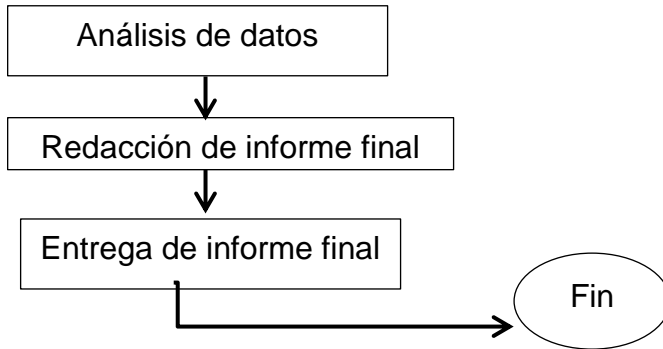 Análisis de datos
Redacción de informe final
Entrega de informe final
Fin